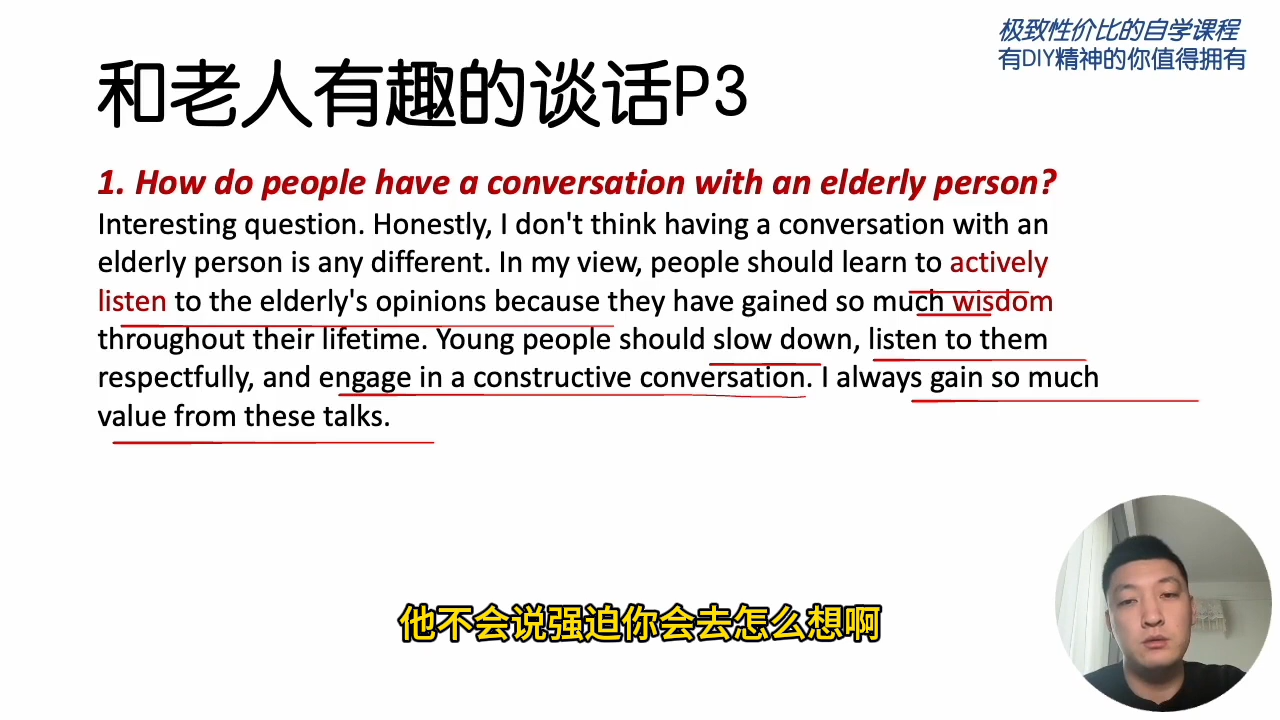 极致性价比的自学课程
有DIY精神的你值得拥有
和老人有趣的谈话P3
1. How do people have a conversation with an elderly person?
Interesting question. Honestly, I don't think having a conversation with an
elderly person is any different. In my view, people should learn to actively
listen to the elderly's opinions because they have gained so much wisdom
throughout their lifetime. Young people should slow down, listen to them
respectfully, and engage in a constructive conversation. I always gain so much
value from these talks.
他不会说强迫你会去怎么想啊